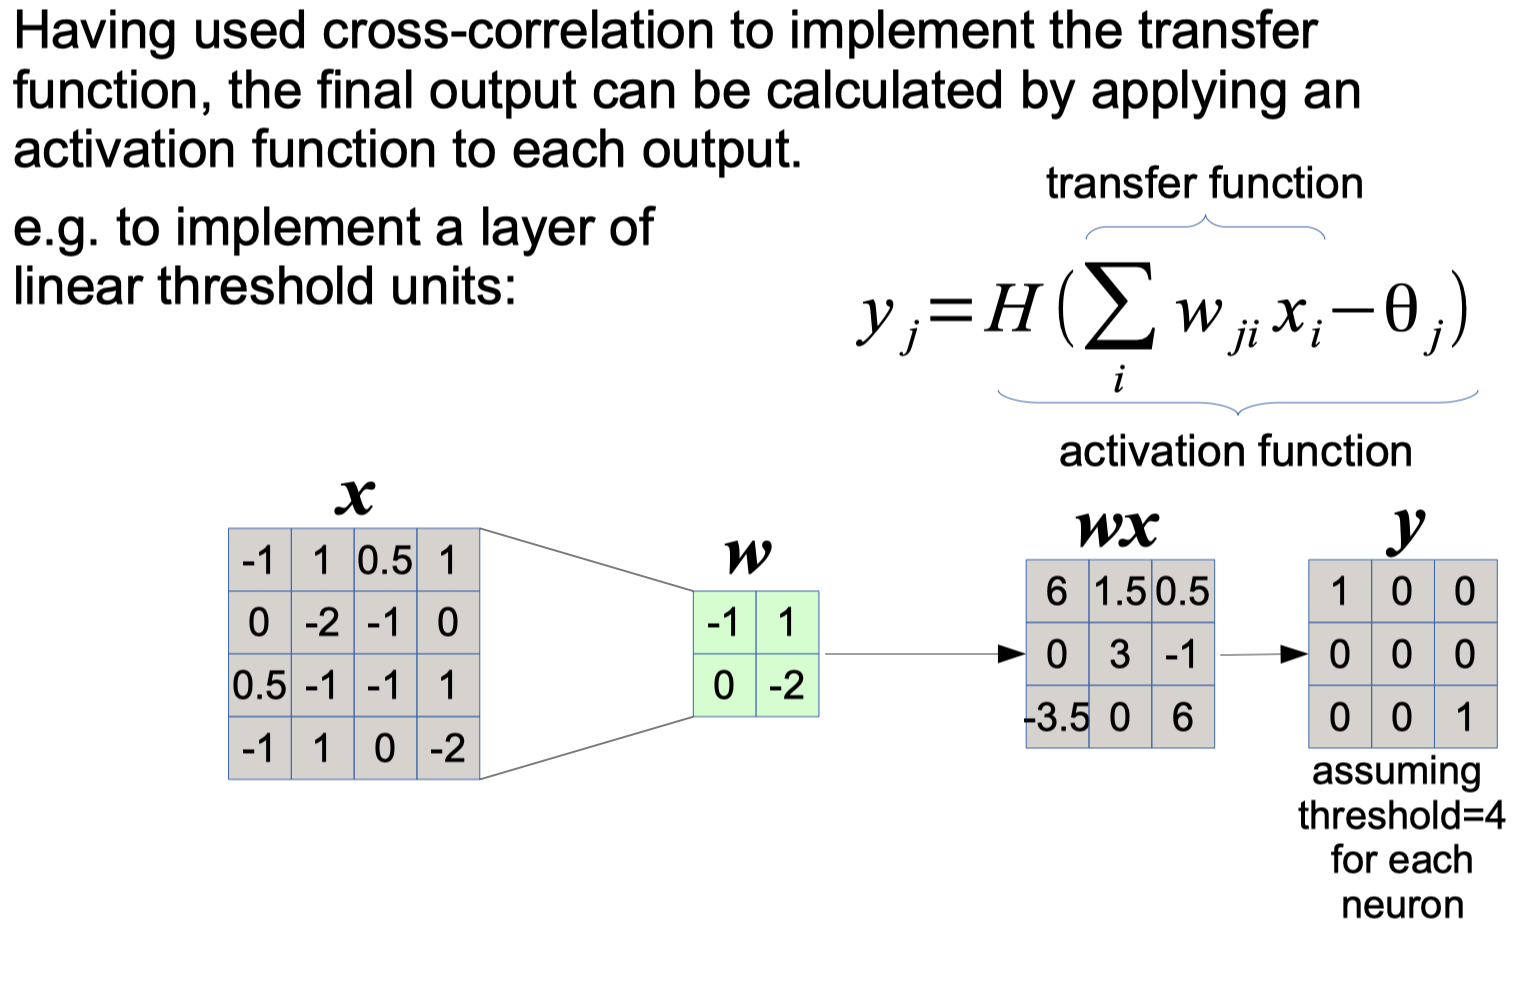 Having used cross-correlation to implement the transfer
function, the final output can be calculated by applying an
activation function to each output.
transfer function
e.g. to implement a layer of
linear threshold units:
y_j=H(∑_i w_ji x_i−θ_j)
activation function
x
-1 1 0.5 1
0 -2 -1 0
0.5 -1 -1 1
-1 1 0 -2
w
-1 1
0 -2
wx
6 1.5 0.5
0 3 -1
-3.5 0 6
y
1 0 0
0 0 0
0 0 1
assuming
threshold=4
for each
neuron